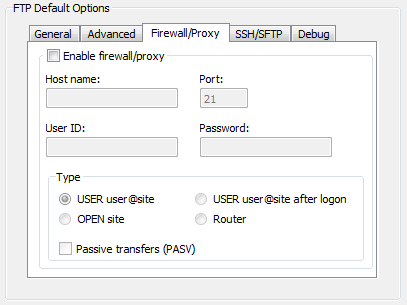 FTP Default Options
General Advanced Firewall/Proxy SSH/SFTP Debug
Enable firewall/proxy
Host name: Port:
21
User ID: Password:
Type
USER user@site USER user@site after logon
OPEN site Router
Passive transfers (PASV)